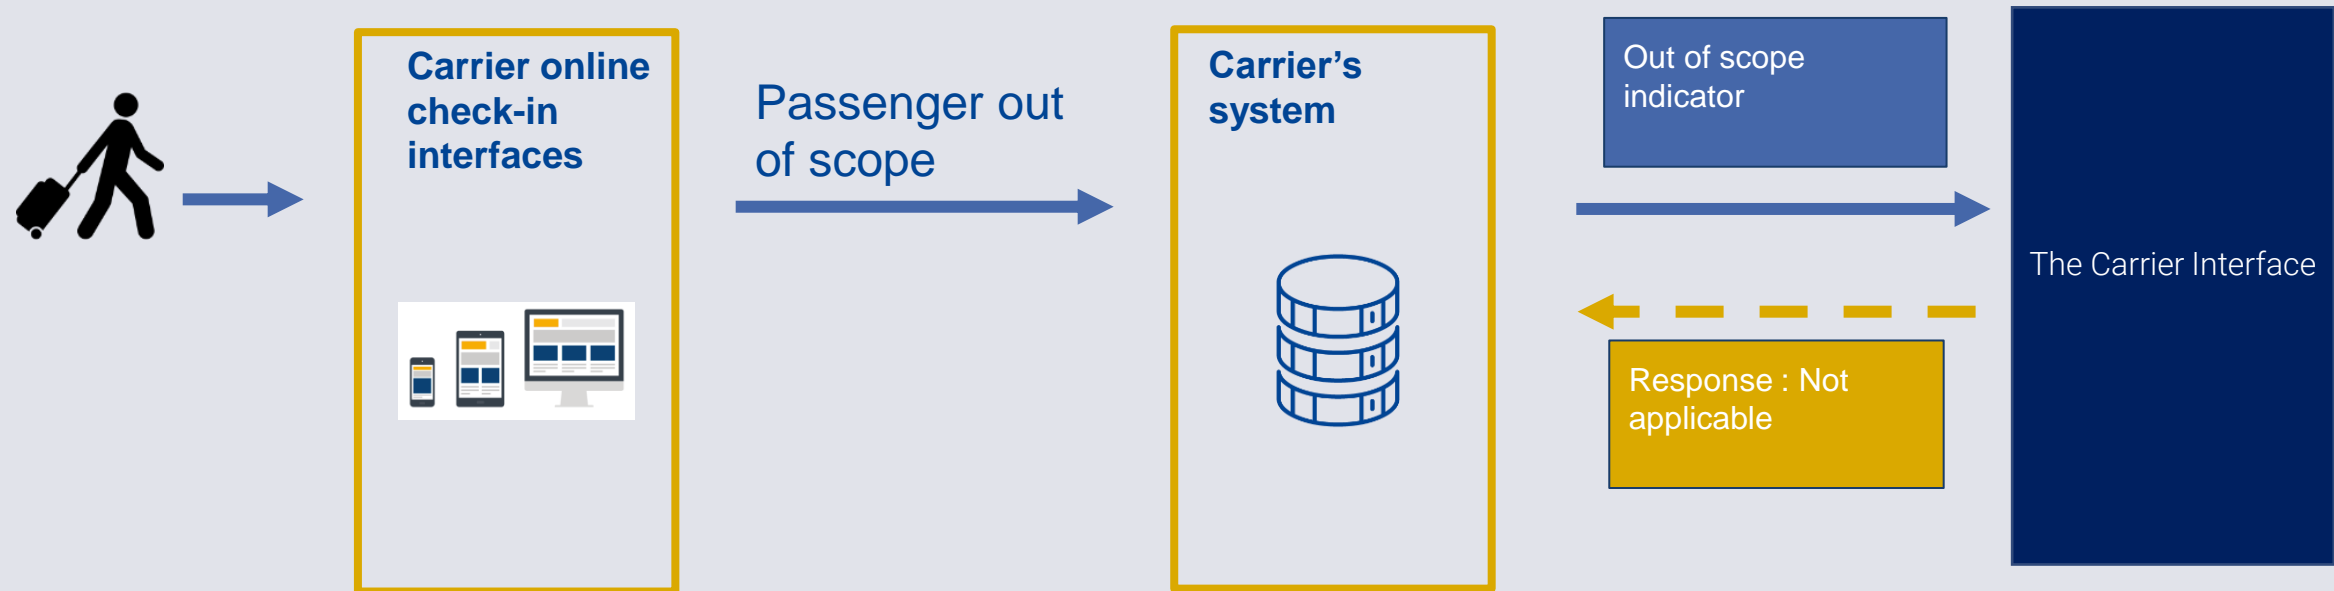 Carrier online
check-in
interfaces
Passenger out
of scope
Carrier’s
system
Out of scope
indicator
The Carrier Interface
Response : Not
applicable